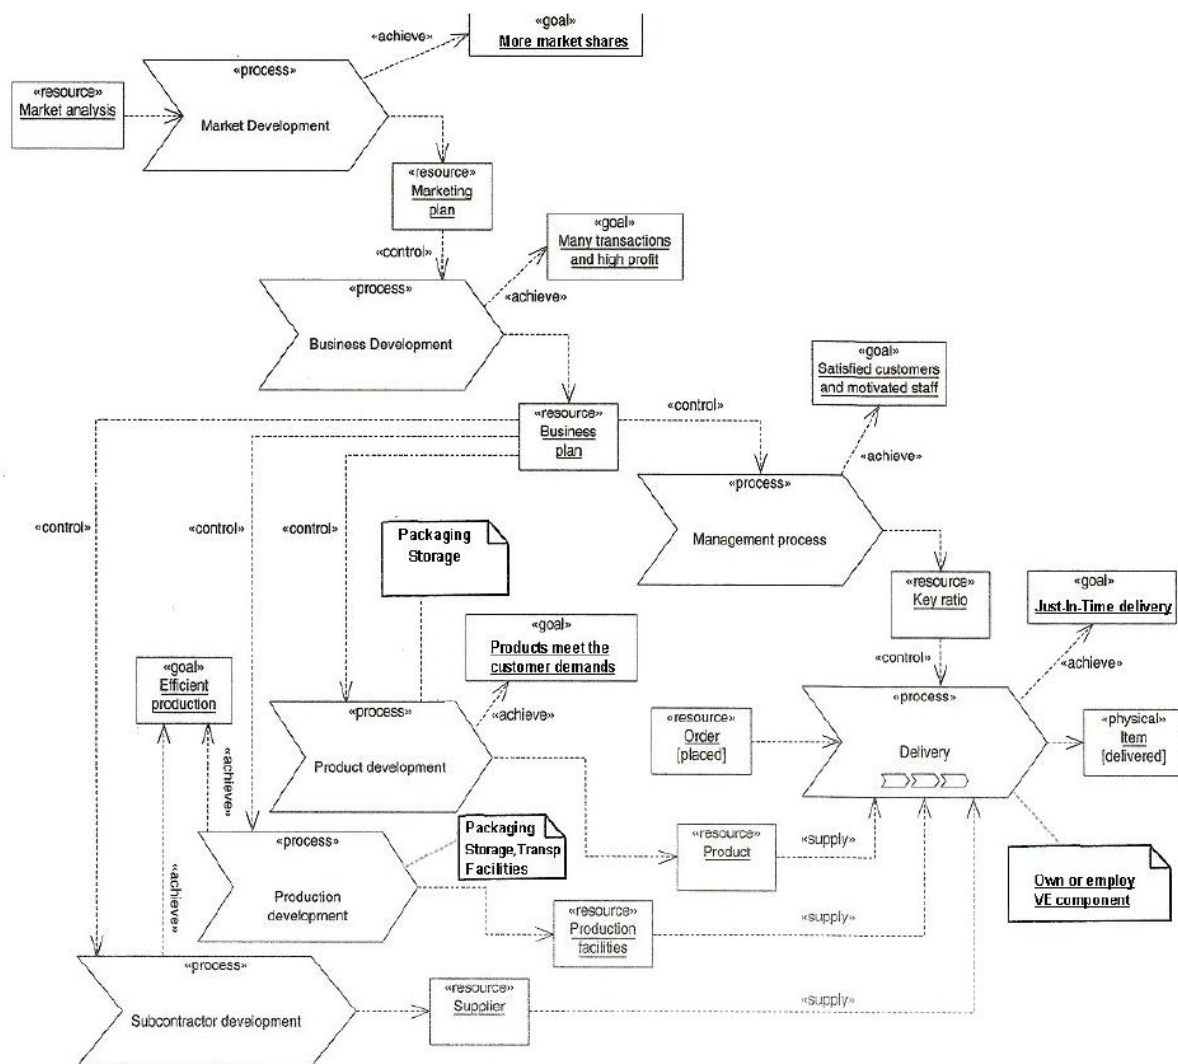 «goal»
More market shares
«achieve»
«process»
Market Development
«resource»
Market analysis
«resource»
Marketing
plan
«control»
«goal»
Many transactions
and high profit
«achieve»
«process»
Business Development
«goal»
Satisfied customers
and motivated staff
«resource»
Business
plan
«control»
«achieve»
«process»
Management process
«control»
«control»
«control»
Packaging
Storage
«resource»
Key ratio
«goal»
Just-In-Time delivery
«control»
«achieve»
«goal»
Products meet the
customer demands
«achieve»
«goal»
Efficient
production
«process»
Product development
«resource»
Order
[placed]
«process»
Delivery
«physical»
Item
[delivered]
«achieve»
«process»
Production
development
Packaging
Storage,Transp
Facilities
«resource»
Product
«supply»
Own or employ
VE component
«achieve»
«resource»
Production
facilities
«supply»
«process»
Subcontractor development
«resource»
Supplier
«supply»